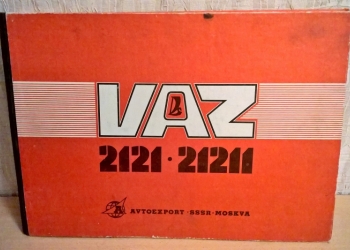 VAZ
2121 · 21211
AVTOEXPORT · SSSR · MOSKVA